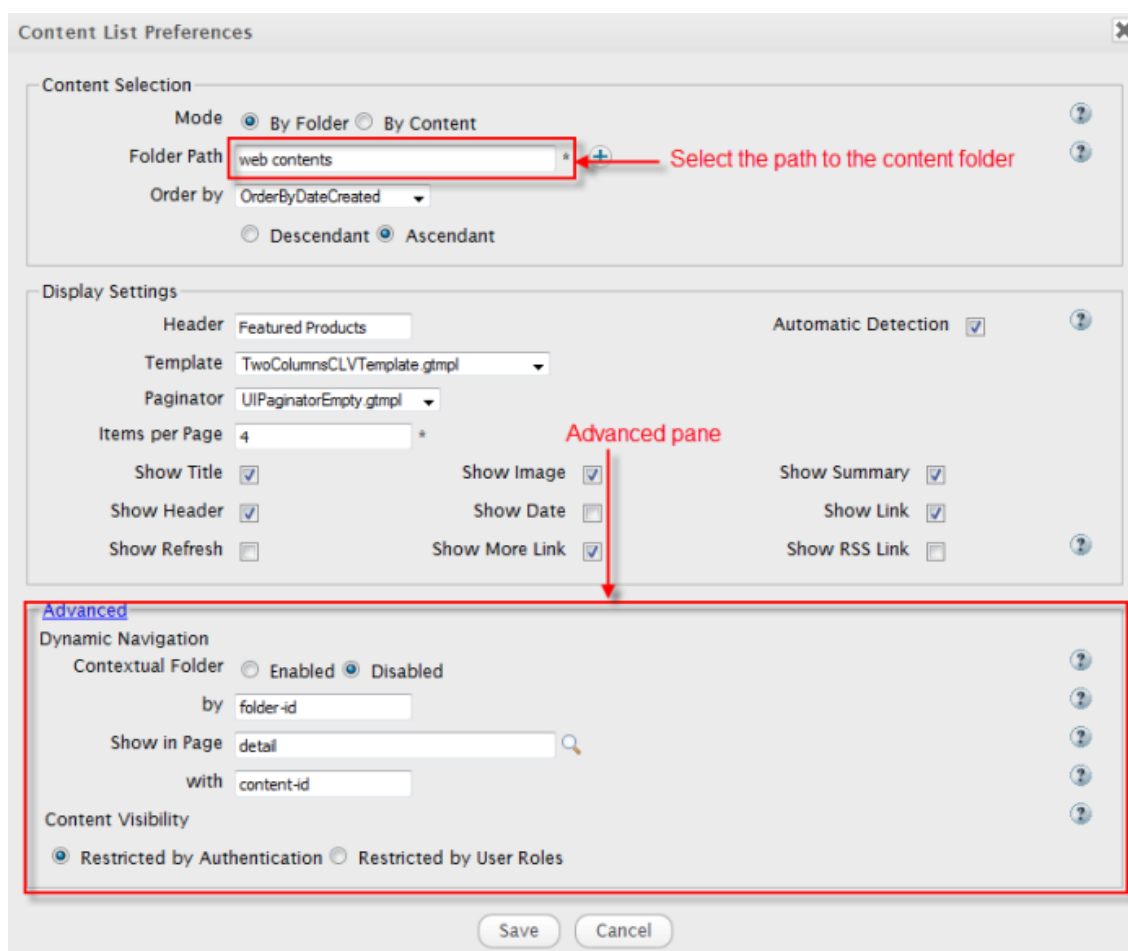 Content List Preferences
Content Selection
Mode By Folder By Content
Folder Path web contents * Select the path to the content folder
Order by OrderByDateCreated
Descendant Ascendant
Display Settings
Header Featured Products Automatic Detection
Template TwoColumnsCLVTemplate.gtmpl
Paginator UIPaginatorEmpty.gtmpl
Items per Page 4 * Advanced pane
Show Title Show Image Show Summary
Show Header Show Date Show Link
Show Refresh Show More Link Show RSS Link
Advanced
Dynamic Navigation
Contextual Folder Enabled Disabled
by folder-id
Show in Page detail
with content-id
Content Visibility
Restricted by Authentication Restricted by User Roles
Save Cancel